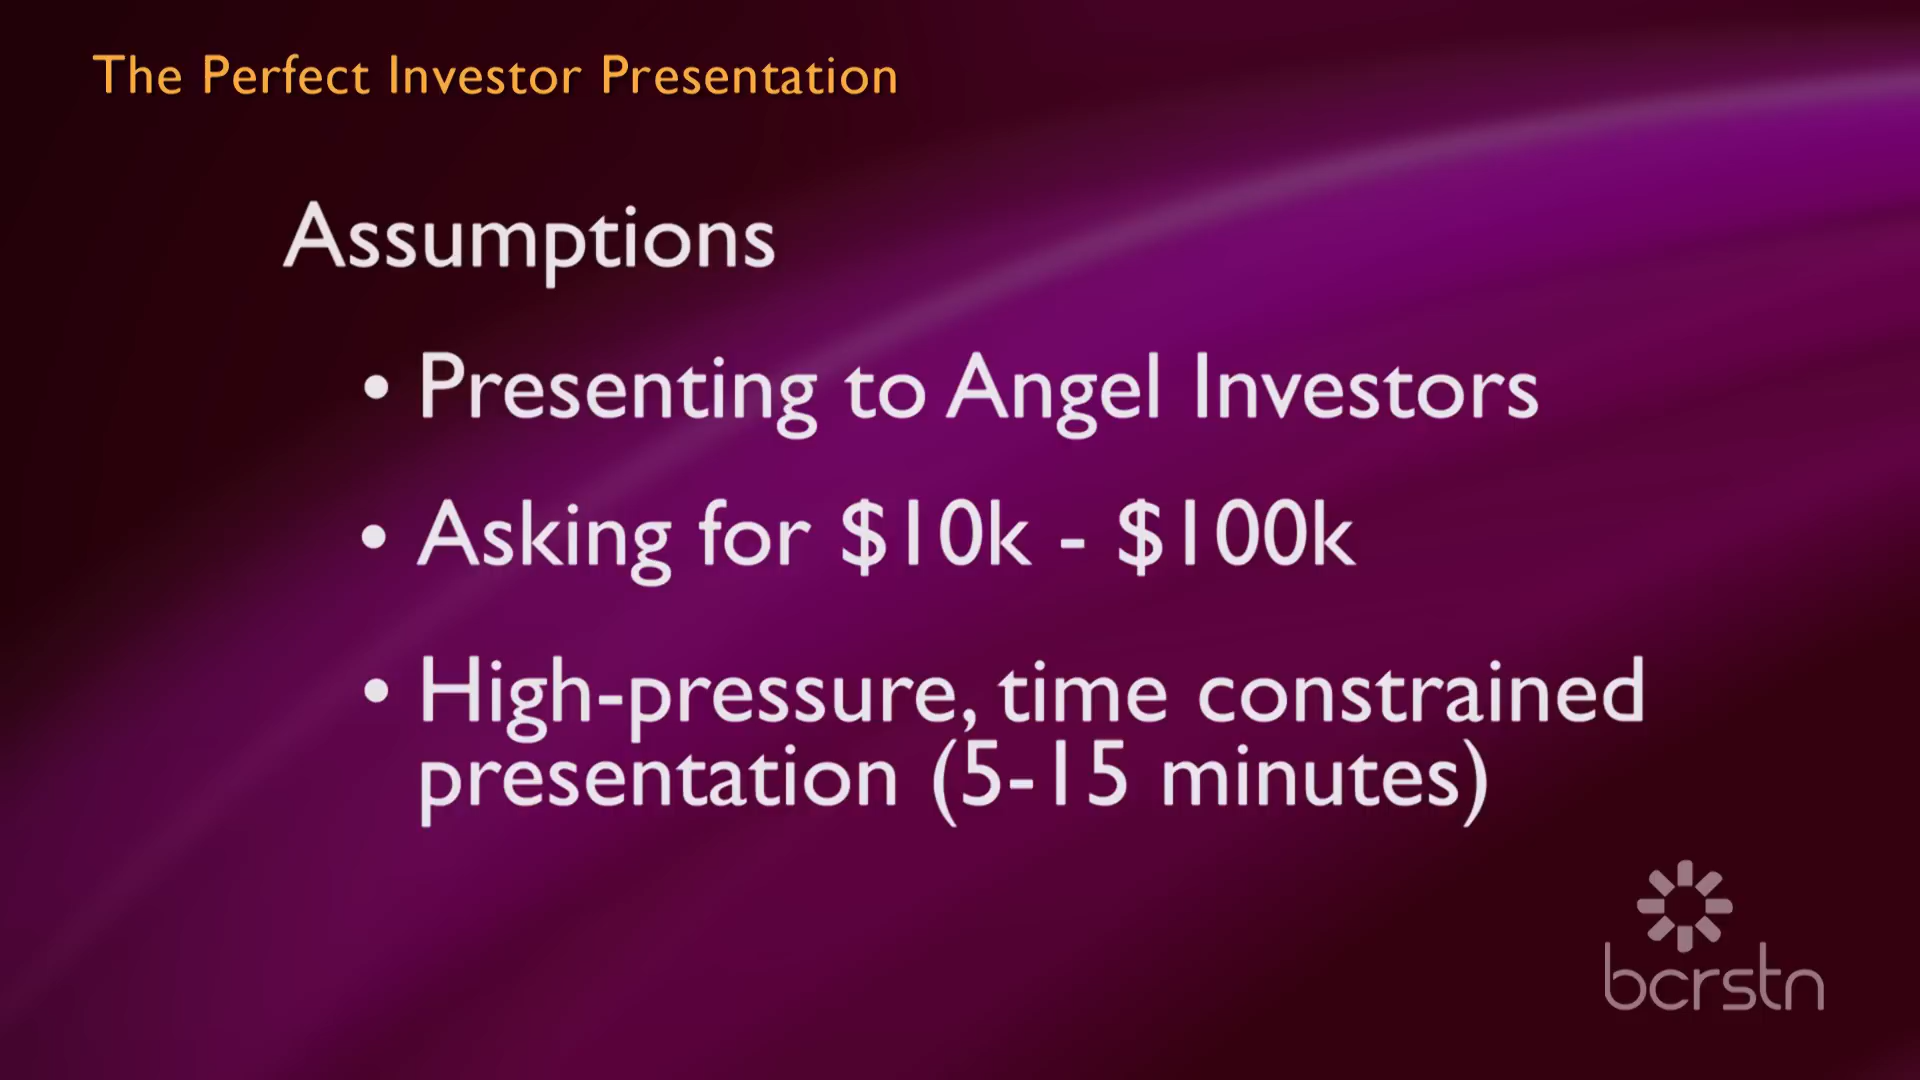 The Perfect Investor Presentation
Assumptions
• Presenting to Angel Investors
• Asking for $10k - $100k
• High-pressure, time constrained
presentation (5-15 minutes)
bcrstn